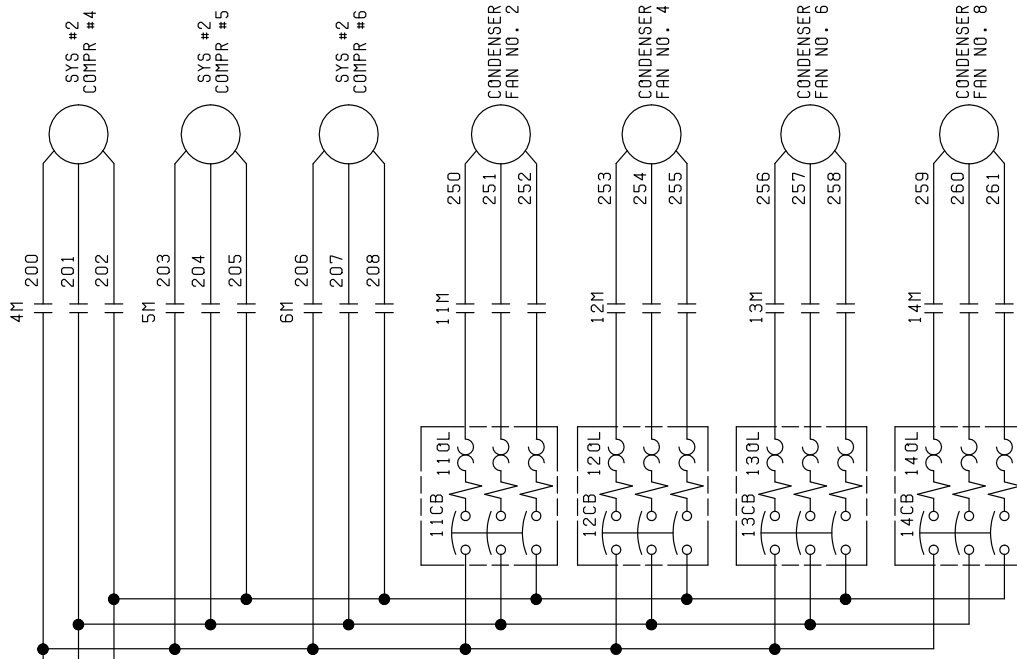 SYS #2
COMPR #4
SYS #2
COMPR #5
SYS #2
COMPR #6
CONDENSER
FAN NO. 2
CONDENSER
FAN NO. 4
CONDENSER
FAN NO. 6
CONDENSER
FAN NO. 8
4M
200
201
202
5M
203
204
205
6M
206
207
208
11M
250
251
252
12M
253
254
255
13M
256
257
258
14M
259
260
261
11CB
11OL
12CB
12OL
13CB
13OL
14CB
14OL